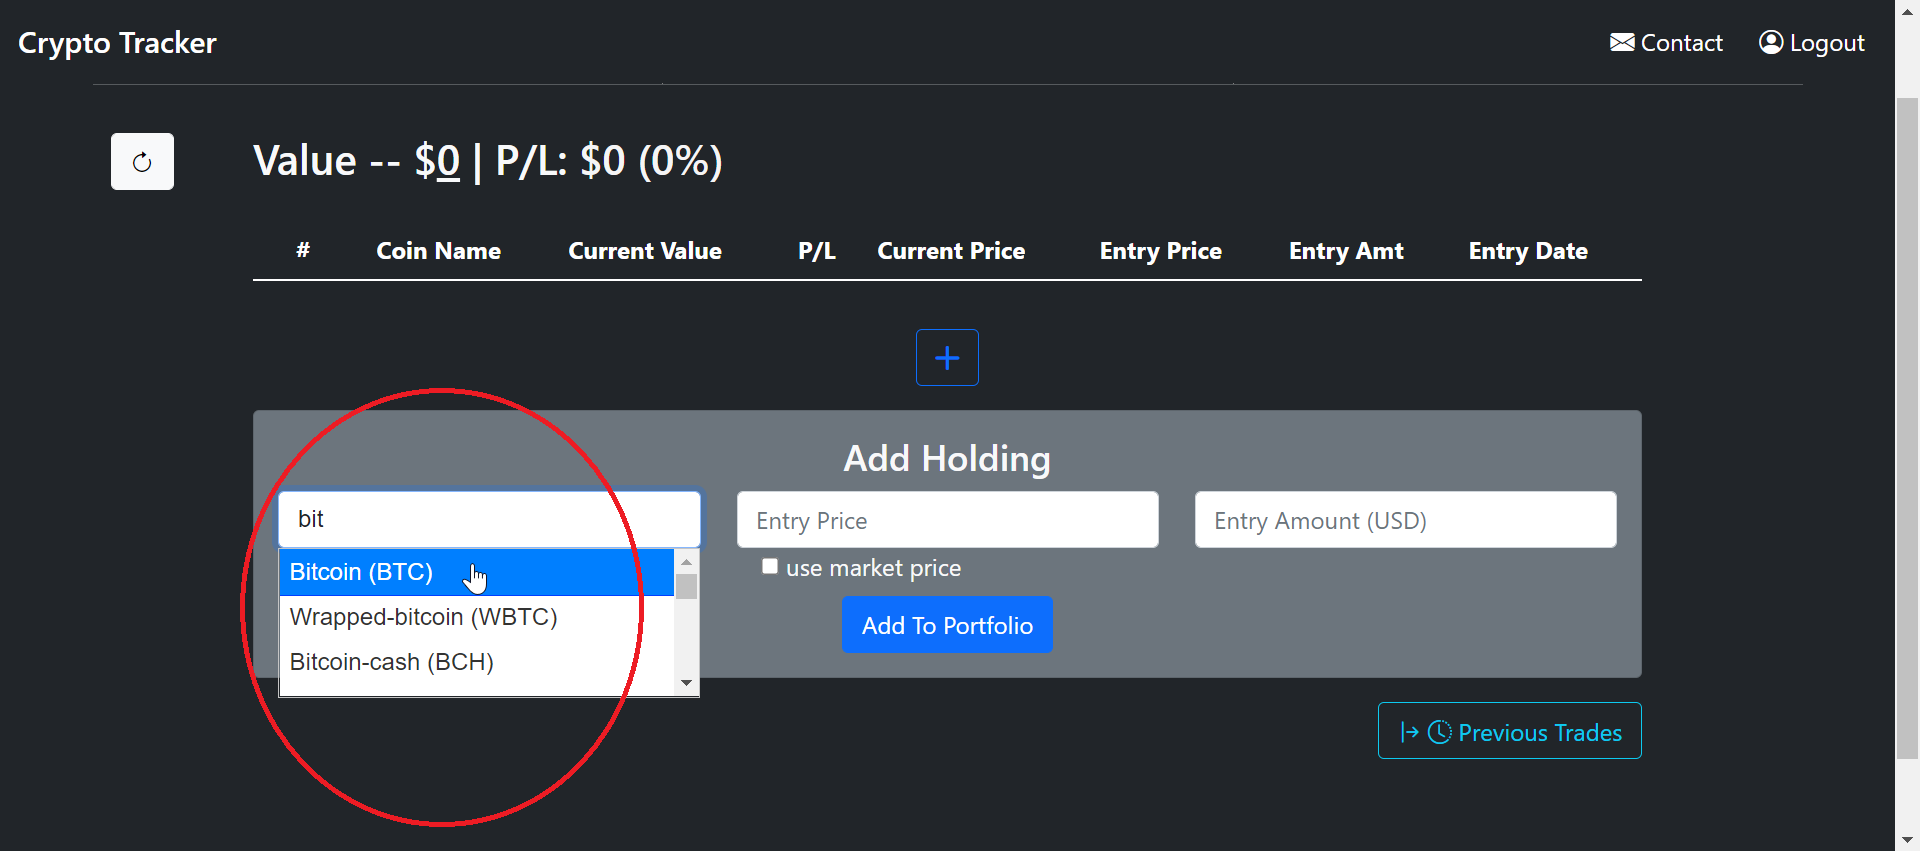 Crypto Tracker
Contact
Logout
Value -- $0 | P/L: $0 (0%)
# Coin Name Current Value P/L Current Price Entry Price Entry Amt Entry Date
+
Add Holding
bit
Entry Price
Entry Amount (USD)
Bitcoin (BTC)
Wrapped-bitcoin (WBTC)
Bitcoin-cash (BCH)
use market price
Add To Portfolio
Previous Trades